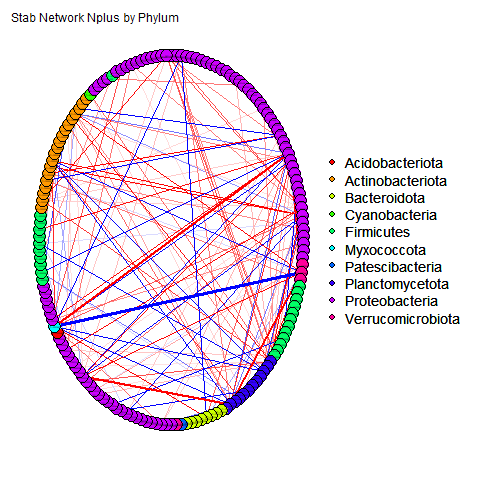 Stab Network Nplus by Phylum
Acidobacteriota
Actinobacteriota
Bacteroidota
Cyanobacteria
Firmicutes
Myxococcota
Patescibacteria
Planctomycetota
Proteobacteria
Verrucomicrobiota